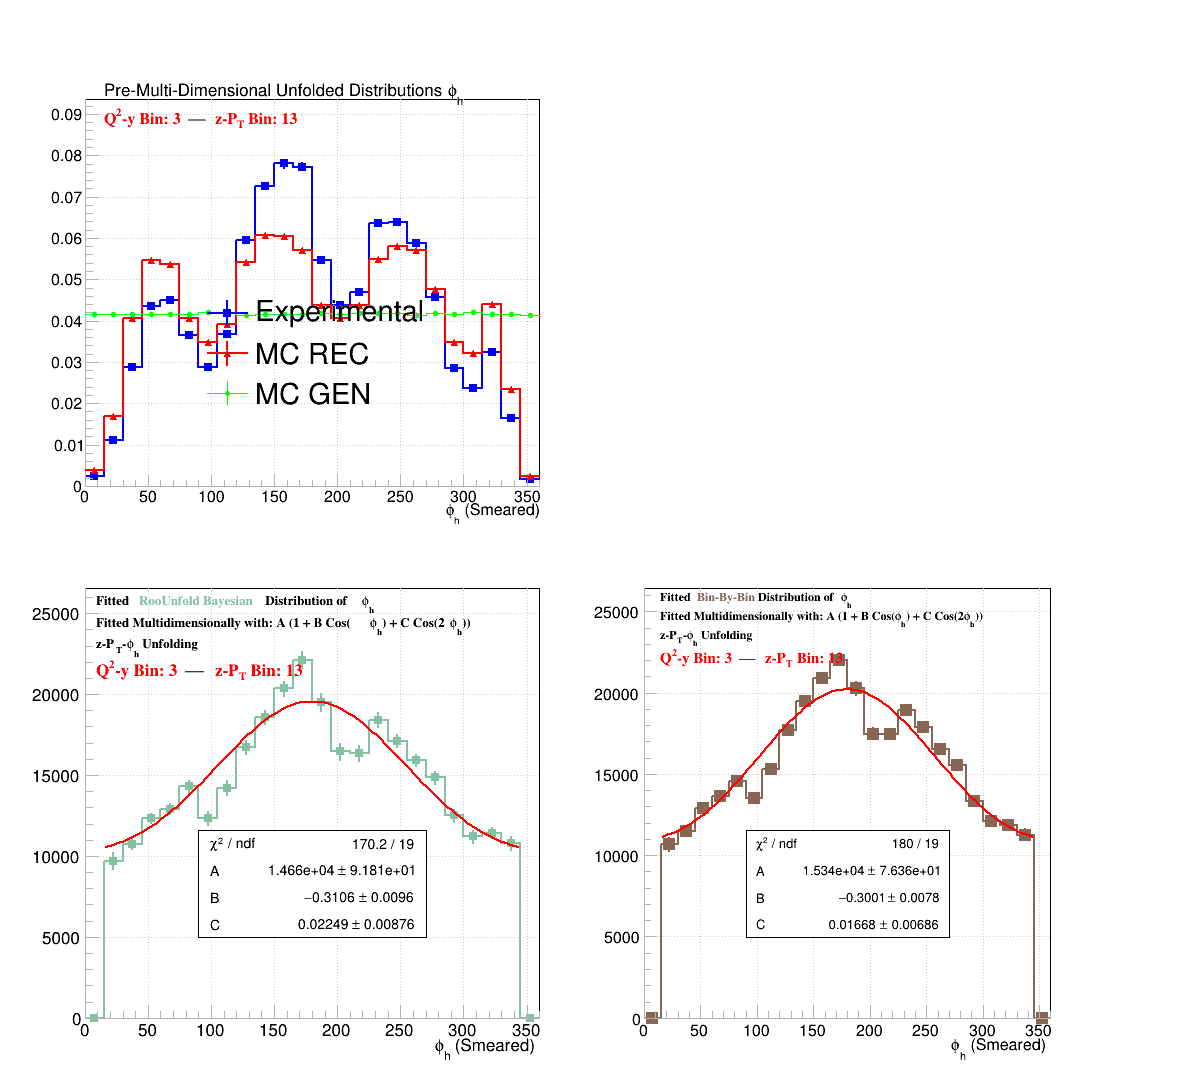 Pre-Multi-Dimensional Unfolded Distributions ϕh
Q2-y Bin: 3 — z-PT Bin: 13
0.09
0.08
0.07
0.06
0.05
0.04
0.03
0.02
0.01
0
Experimental
MC REC
MC GEN
0 50 100 150 200 250 300 350
ϕh (Smeared)
Fitted RooUnfold Bayesian Distribution of ϕh
Fitted Multidimensionally with: A (1 + B Cos( ϕh) + C Cos(2 ϕh))
z-PT-ϕh Unfolding
Q2-y Bin: 3 — z-PT Bin: 13
25000
20000
15000
10000
5000
0
χ2 / ndf 170.2 / 19
A 1.466e+04 ± 9.181e+01
B −0.3106 ± 0.0096
C 0.02249 ± 0.00876
0 50 100 150 200 250 300 350
ϕh (Smeared)
Fitted Bin-By-Bin Distribution of ϕh
Fitted Multidimensionally with: A (1 + B Cos(ϕh) + C Cos(2ϕh))
z-PT-ϕh Unfolding
Q2-y Bin: 3 — z-PT Bin: 13
25000
20000
15000
10000
5000
0
χ2 / ndf 180 / 19
A 1.534e+04 ± 7.636e+01
B −0.3001 ± 0.0078
C 0.01668 ± 0.00686
0 50 100 150 200 250 300 350
ϕh (Smeared)